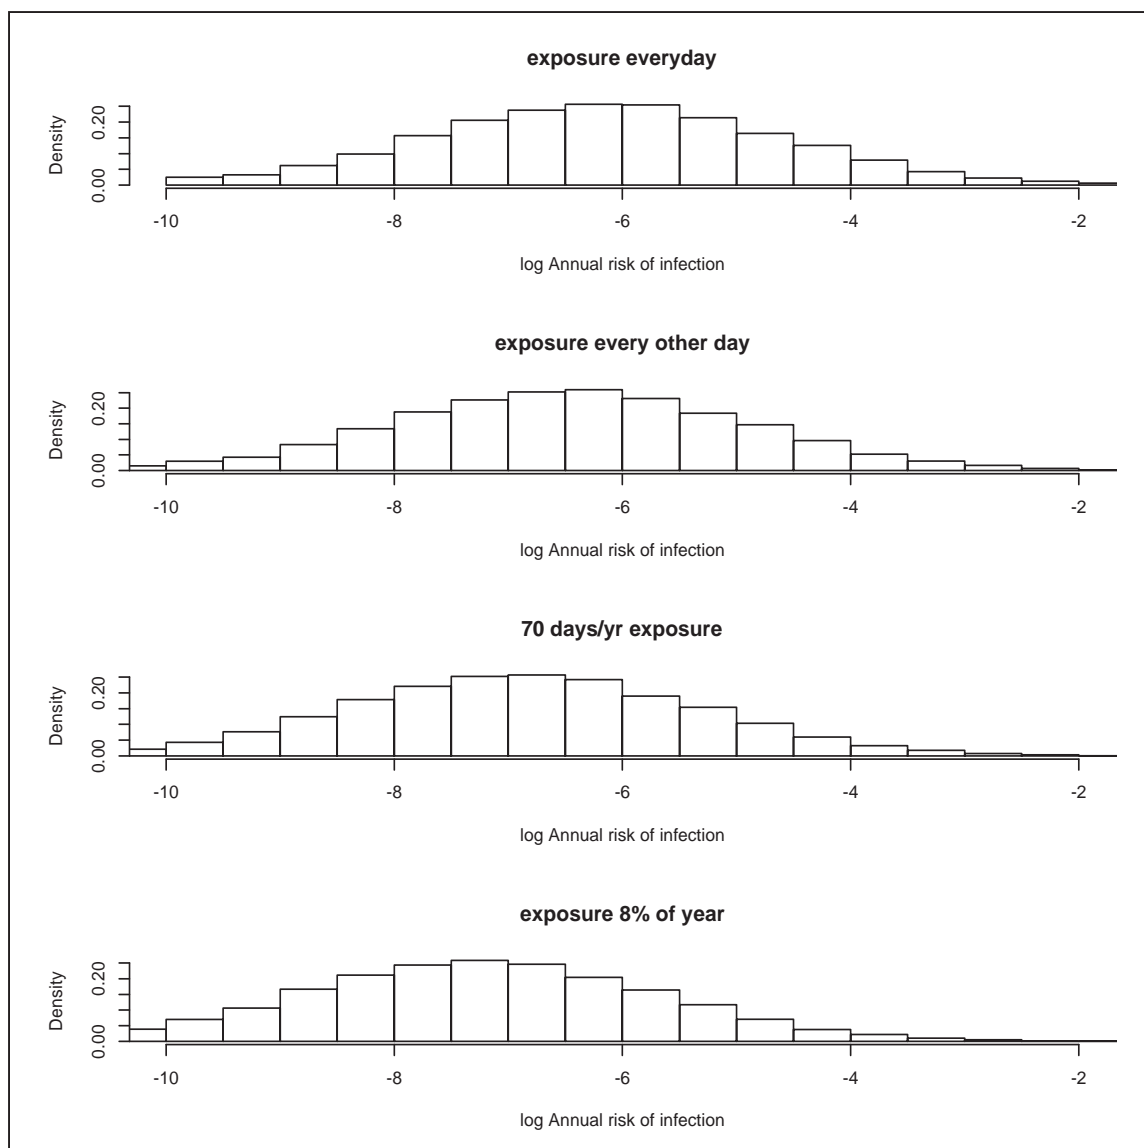 exposure everyday
Density
0.00 0.20
-10 -8 -6 -4 -2
log Annual risk of infection
exposure every other day
Density
0.00 0.20
-10 -8 -6 -4 -2
log Annual risk of infection
70 days/yr exposure
Density
0.00 0.20
-10 -8 -6 -4 -2
log Annual risk of infection
exposure 8% of year
Density
0.00 0.20
-10 -8 -6 -4 -2
log Annual risk of infection